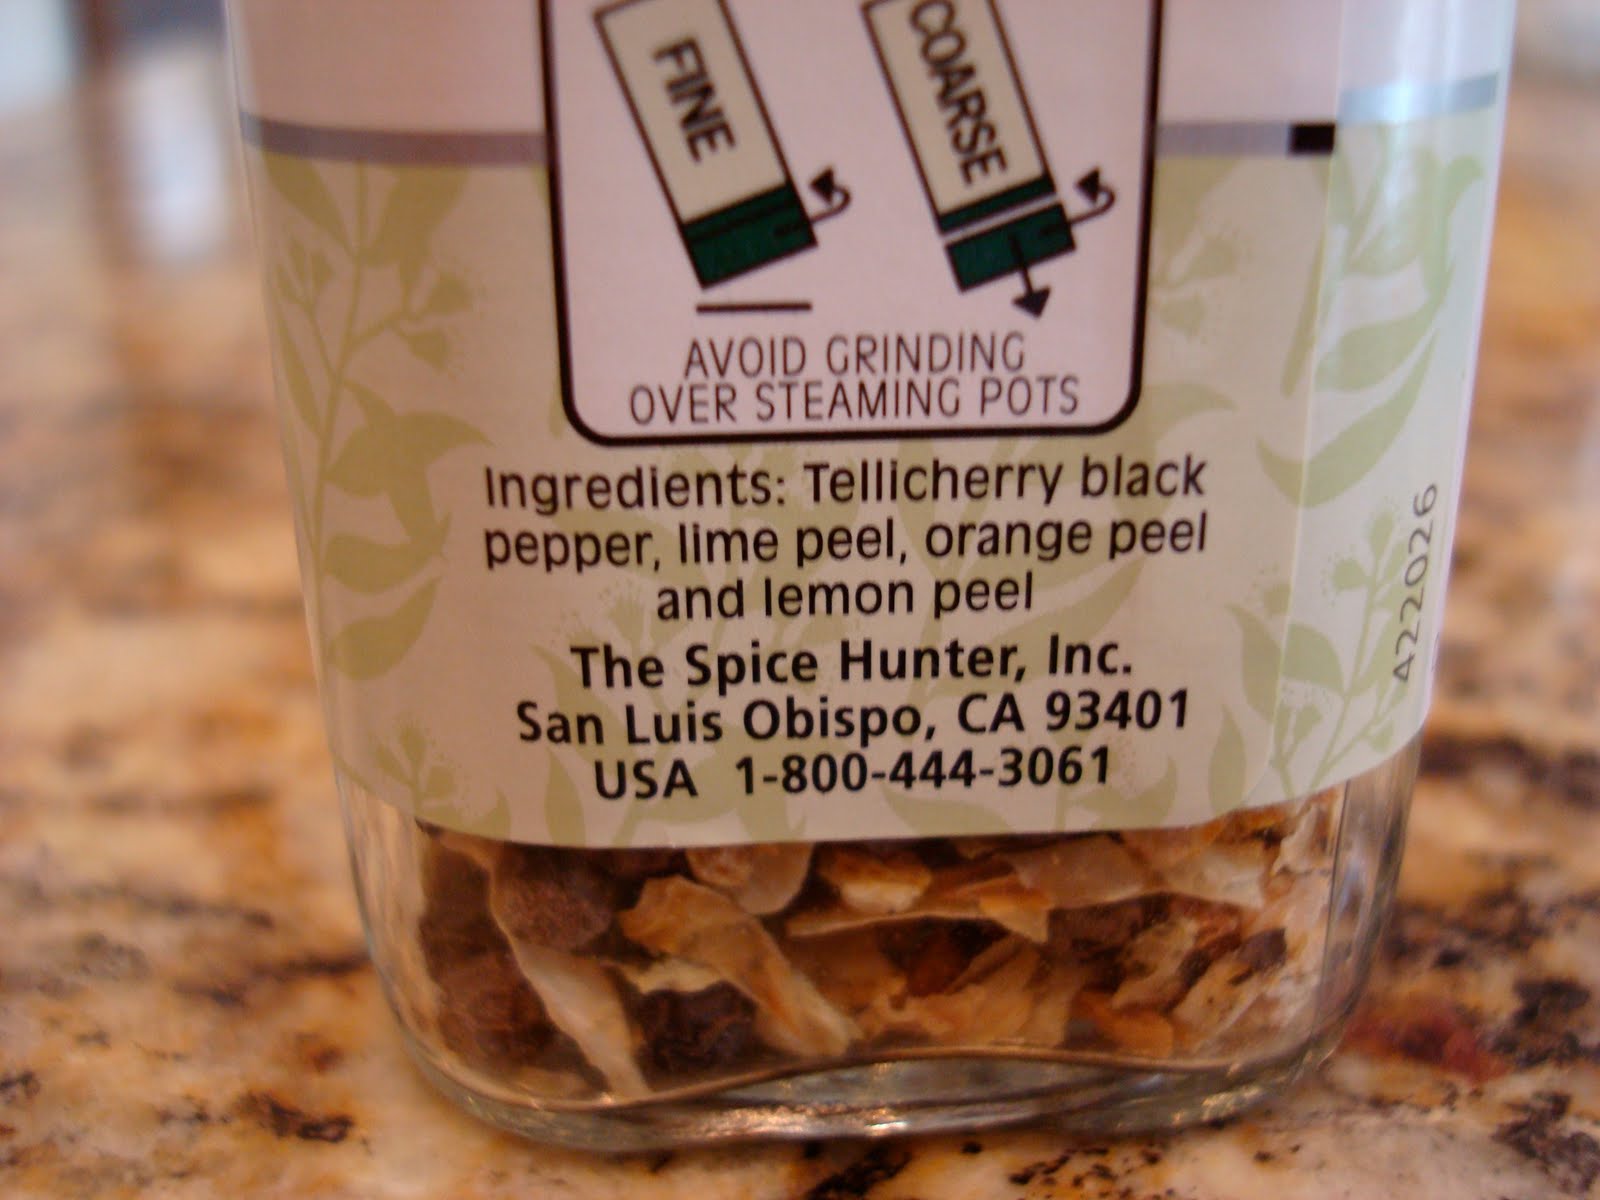 FINE
COARSE
AVOID GRINDING
OVER STEAMING POTS
Ingredients: Tellicherry black
pepper, lime peel, orange peel
and lemon peel
The Spice Hunter, Inc.
San Luis Obispo, CA 93401
USA 1-800-444-3061
422026